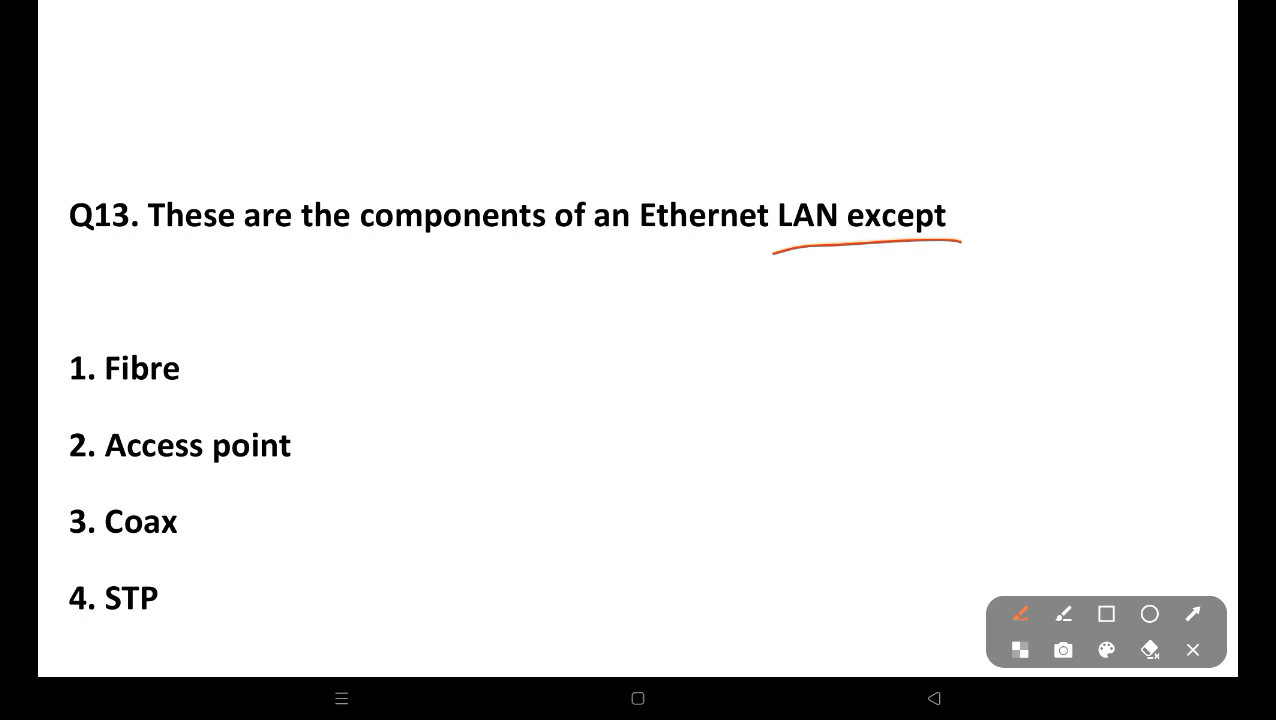 Q13. These are the components of an Ethernet LAN except
1. Fibre
2. Access point
3. Coax
4. STP